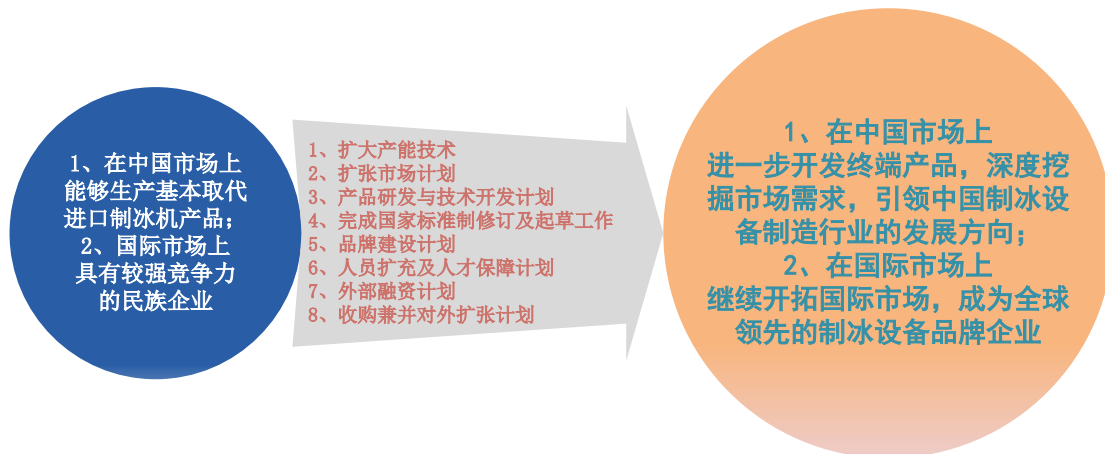 1、在中国市场上
能够生产基本取代
进口制冰机产品；
2、国际市场上
具有较强竞争力
的民族企业
1、扩大产能技术
2、扩张市场计划
3、产品研发与技术开发计划
4、完成国家标准制修订及起草工作
5、品牌建设计划
6、人员扩充及人才保障计划
7、外部融资计划
8、收购兼并对外扩张计划
1、在中国市场上
进一步开发终端产品，深度挖
掘市场需求，引领中国制冰设
备制造行业的发展方向；
2、在国际市场上
继续开拓国际市场，成为全球
领先的制冰设备品牌企业